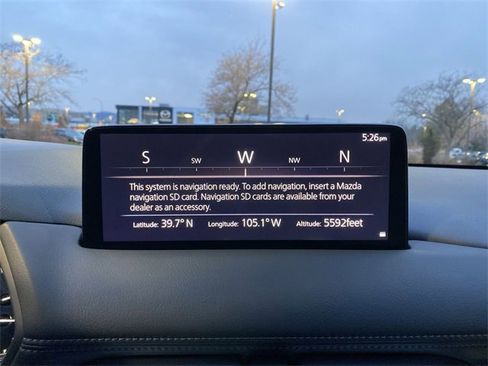 5:26pm
S SW W NW N
This system is navigation ready. To add navigation, insert a Mazda
navigation SD card. Navigation SD cards are available from your
dealer as an accessory.
Latitude: 39.7° N Longitude: 105.1° W Altitude: 5592feet